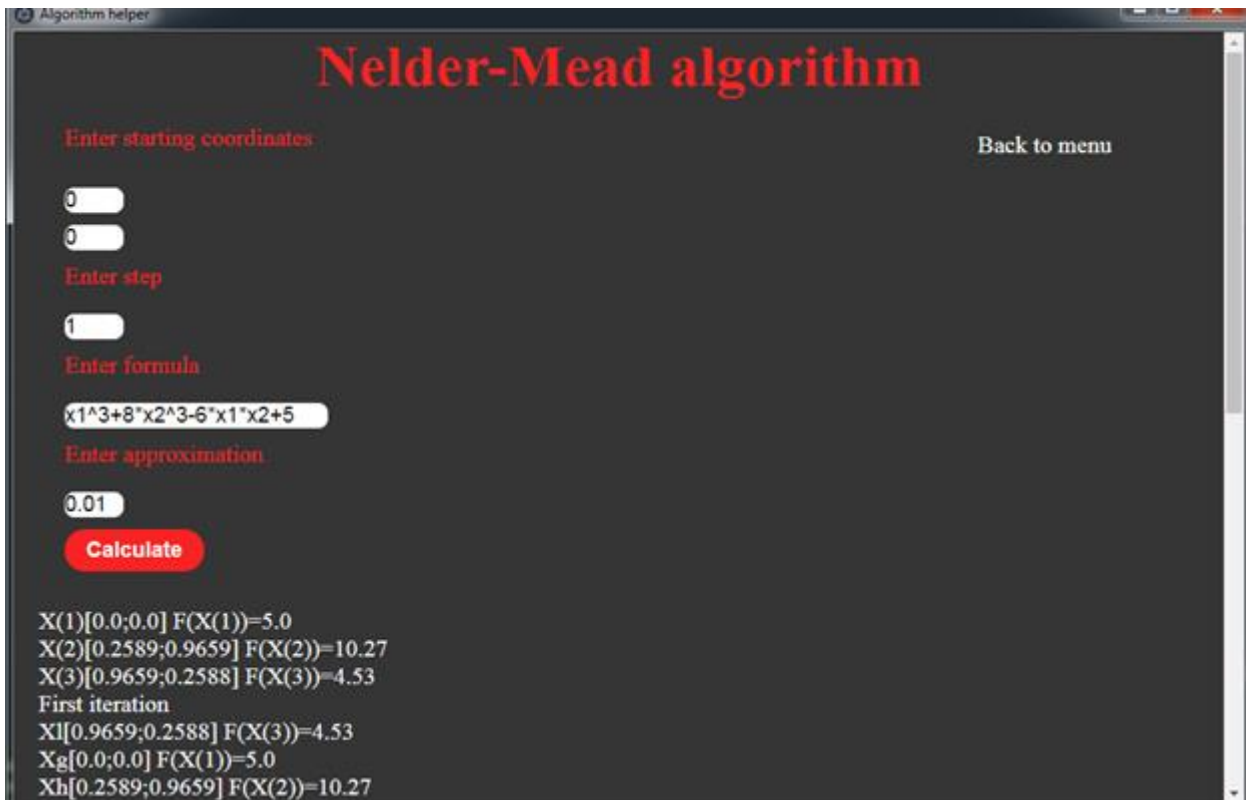 Algorithm helper
Nelder-Mead algorithm
Enter starting coordinates
Back to menu
0
0
Enter step
1
Enter formula
x1^3+8*x2^3-6*x1*x2+5
Enter approximation
0.01
Calculate
X(1)[0.0;0.0] F(X(1))=5.0
X(2)[0.2589;0.9659] F(X(2))=10.27
X(3)[0.9659;0.2588] F(X(3))=4.53
First iteration
Xl[0.9659;0.2588] F(X(3))=4.53
Xg[0.0;0.0] F(X(1))=5.0
Xh[0.2589;0.9659] F(X(2))=10.27